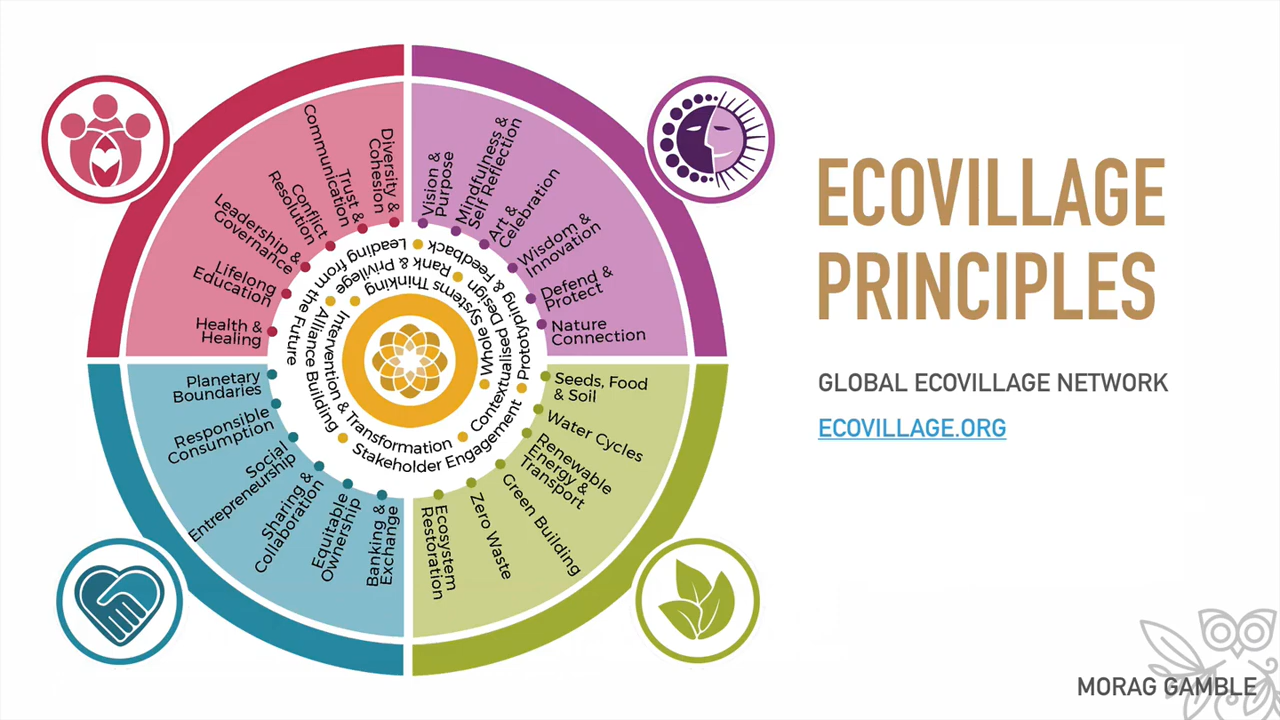 Diversity &
Cohesion
Trust &
Communication
Conflict
Resolution
Leadership &
Governance
Lifelong
Education
Health &
Healing
Vision &
Purpose
Mindfulness &
Self Reflection
Art &
Celebration
Wisdom &
Innovation
Defend &
Protect
Nature
Connection
Seeds, Food
& Soil
Water Cycles
Renewable
Energy &
Transport
Green Building
Zero Waste
Ecosystem
Restoration
Planetary
Boundaries
Responsible
Consumption
Social
Entrepreneurship
Sharing &
Collaboration
Equitable
Ownership
Banking &
Exchange
Leading from the Future
Prototyping & Feedback
Stakeholder Engagement
Alliance Building
Rank & Privilege
Contextualised Design
Intervention & Transformation
Whole Systems Thinking
ECOVILLAGE
PRINCIPLES
GLOBAL ECOVILLAGE NETWORK
ECOVILLAGE.ORG
MORAG GAMBLE